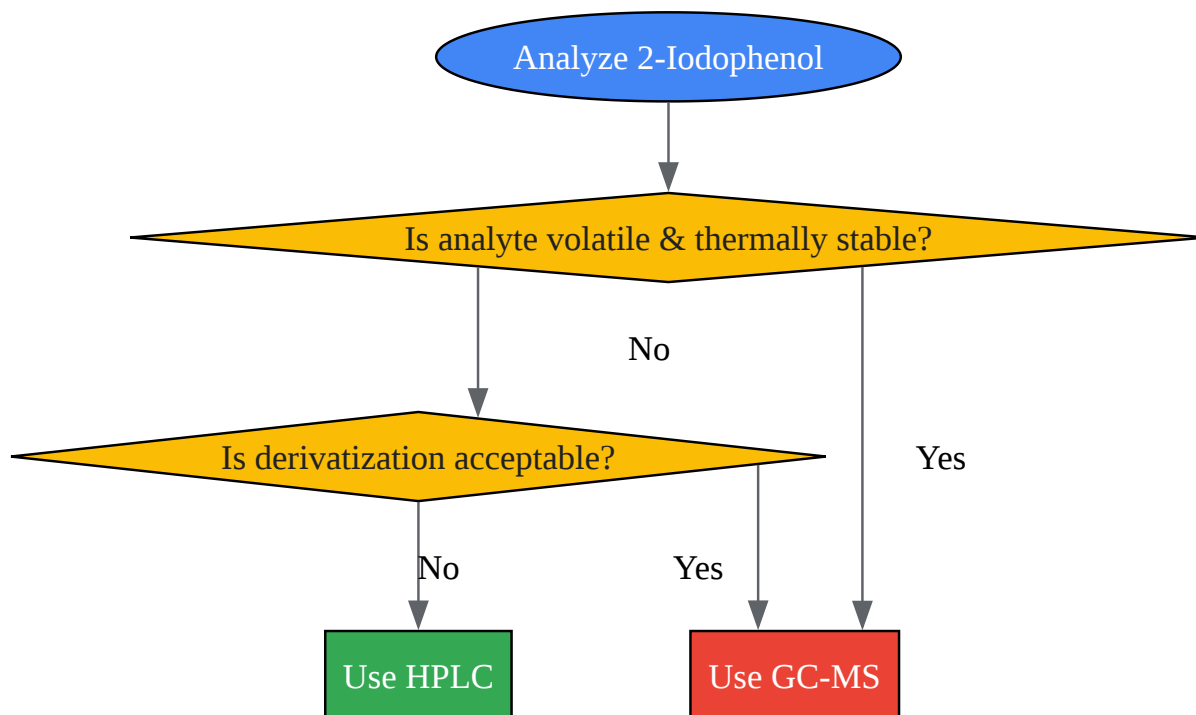 Analyze 2-Iodophenol
Is analyte volatile & thermally stable?
No
Is derivatization acceptable?
Yes
No
Yes
Use HPLC
Use GC-MS